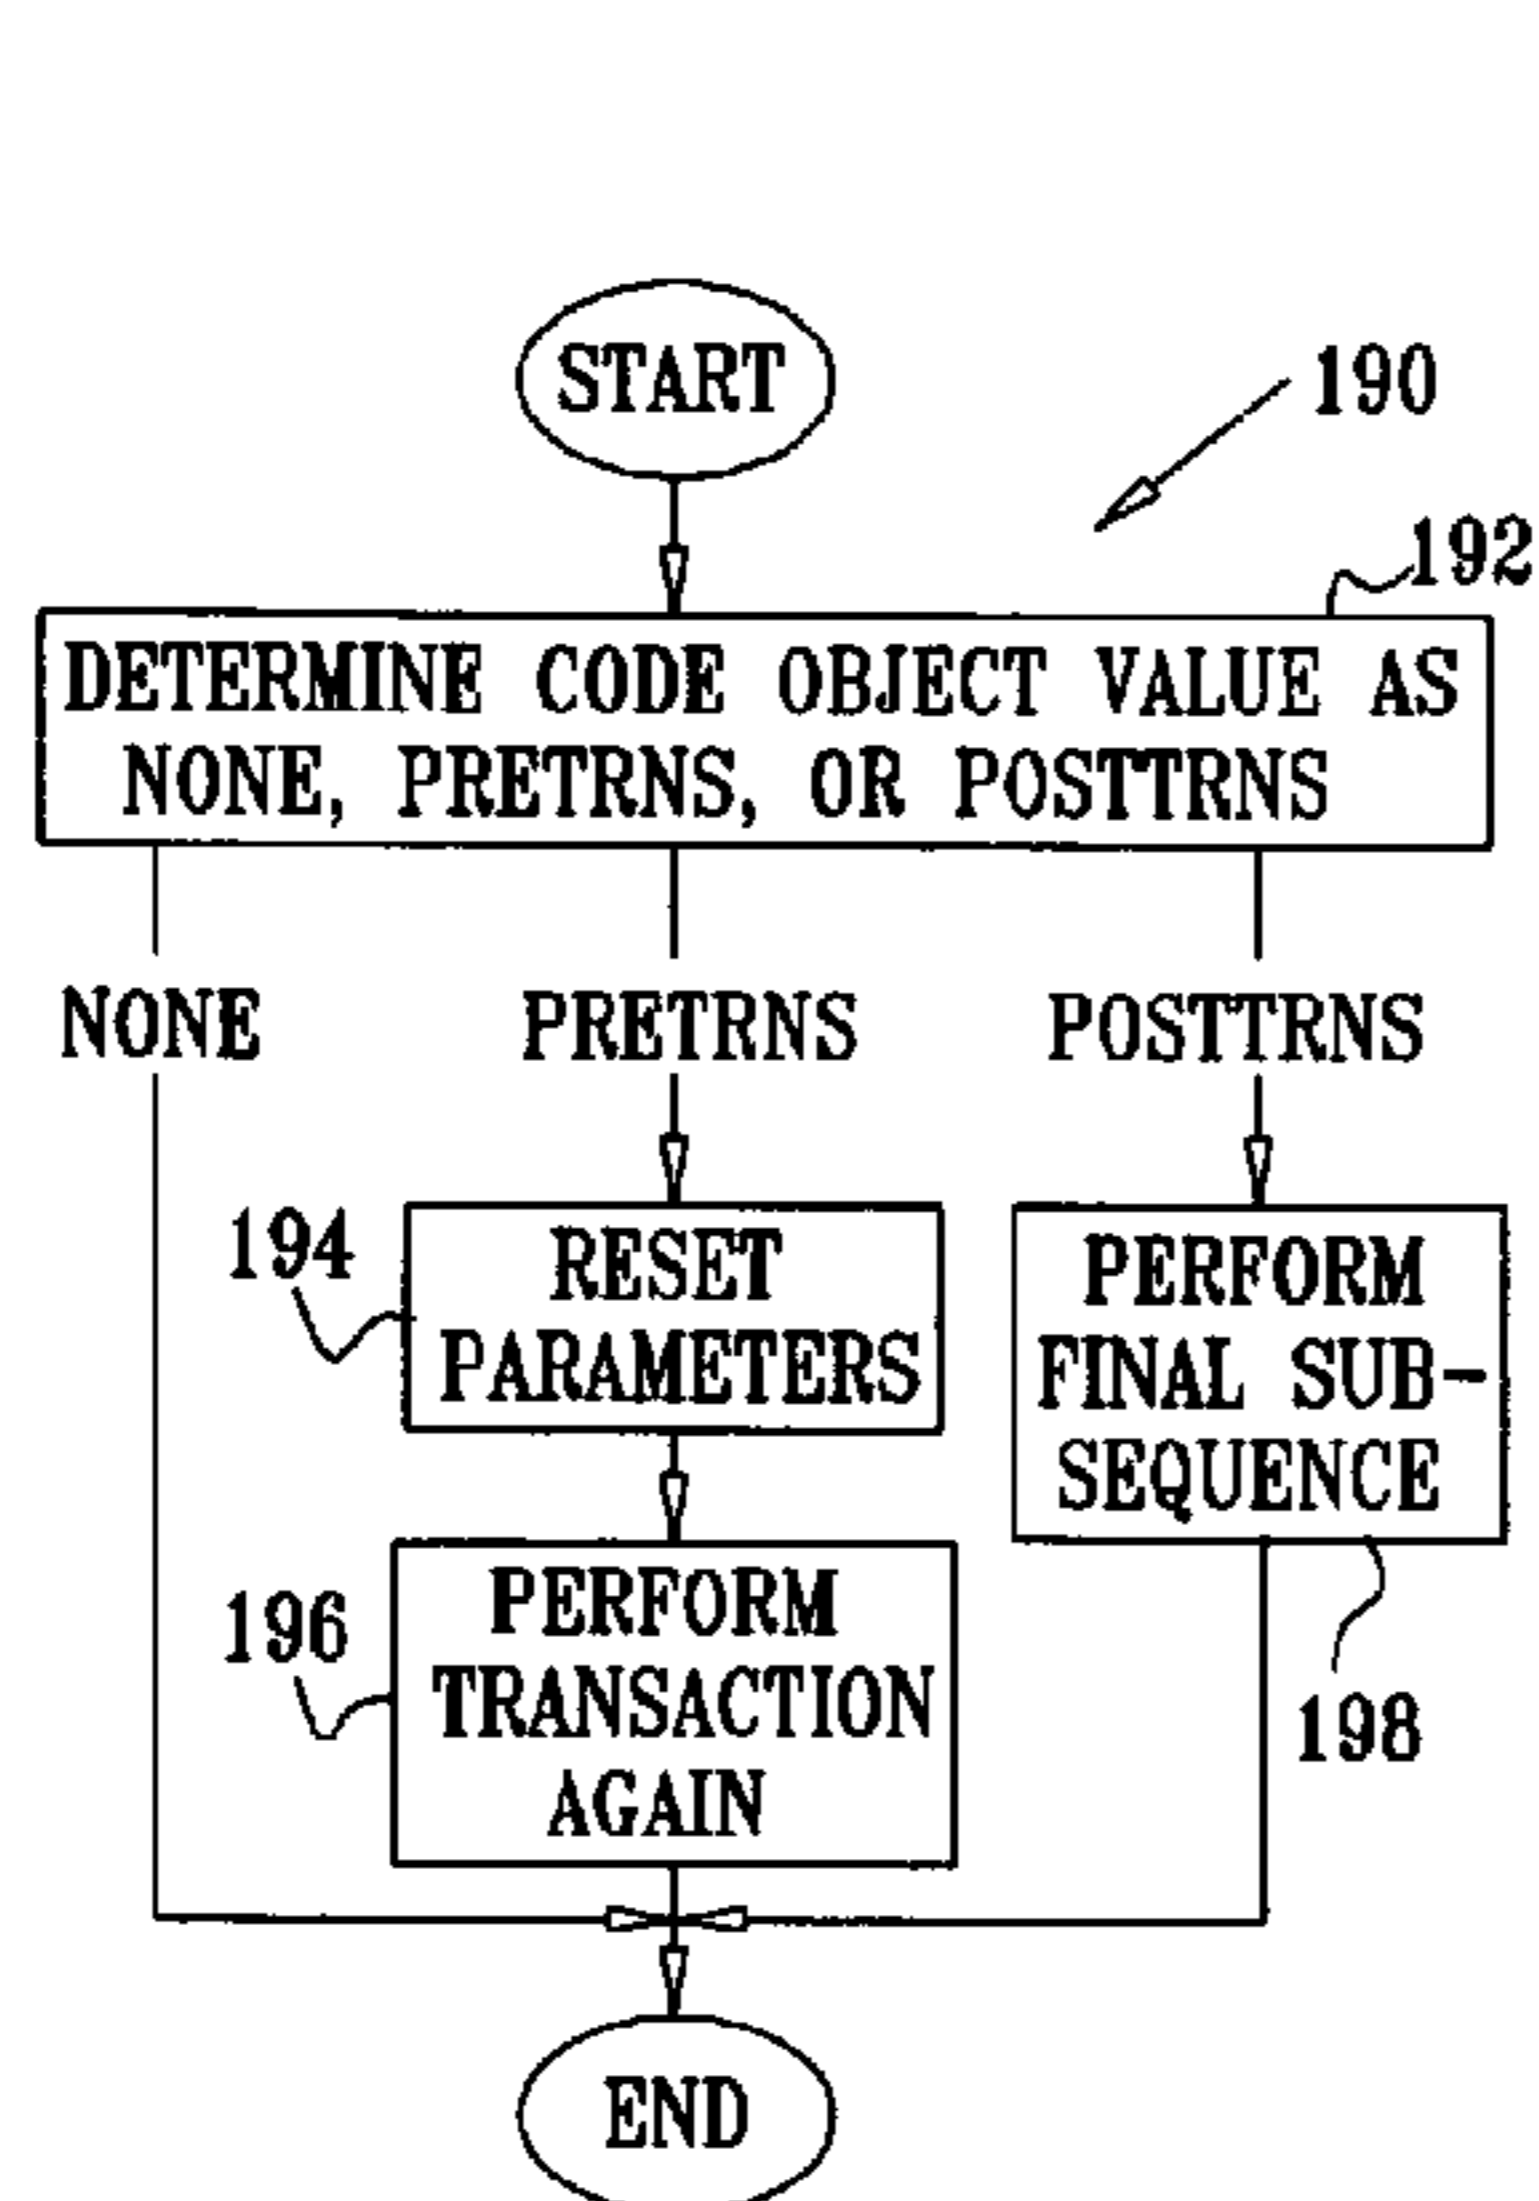 START
190
192
DETERMINE CODE OBJECT VALUE AS
NONE, PRETRNS, OR POSTTRNS
NONE
PRETRNS
POSTTRNS
194
RESET
PARAMETERS
PERFORM
FINAL SUB-
SEQUENCE
196
PERFORM
TRANSACTION
AGAIN
198
END